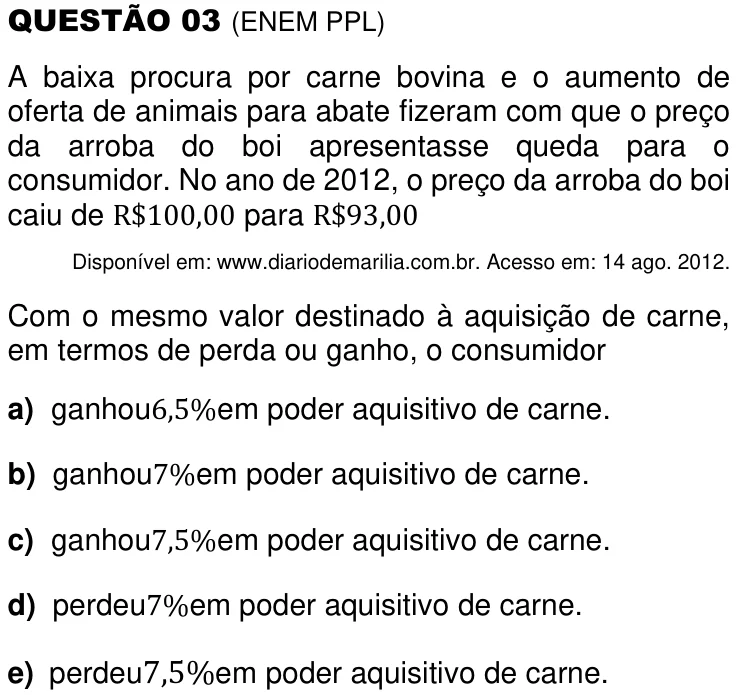 QUESTÃO 03 (ENEM PPL)
A baixa procura por carne bovina e o aumento de
oferta de animais para abate fizeram com que o preço
da arroba do boi apresentasse queda para o
consumidor. No ano de 2012, o preço da arroba do boi
caiu de R$100,00 para R$93,00
Disponível em: www.diariodemarilia.com.br. Acesso em: 14 ago. 2012.
Com o mesmo valor destinado à aquisição de carne,
em termos de perda ou ganho, o consumidor
a) ganhou6,5%em poder aquisitivo de carne.
b) ganhou7%em poder aquisitivo de carne.
c) ganhou7,5%em poder aquisitivo de carne.
d) perdeu7%em poder aquisitivo de carne.
e) perdeu7,5%em poder aquisitivo de carne.